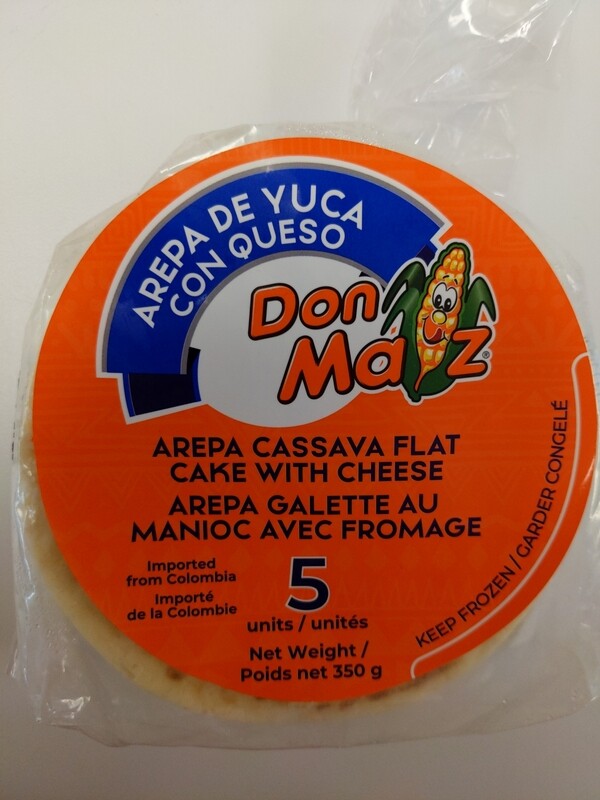 AREPA DE YUCA
CON QUESO
Don
Maíz®
AREPA CASSAVA FLAT
CAKE WITH CHEESE
AREPA GALETTE AU
MANIOC AVEC FROMAGE
Imported
from Colombia
Importé
de la Colombie
5
units / unités
Net Weight /
Poids net 350 g
KEEP FROZEN / GARDER CONGELÉ